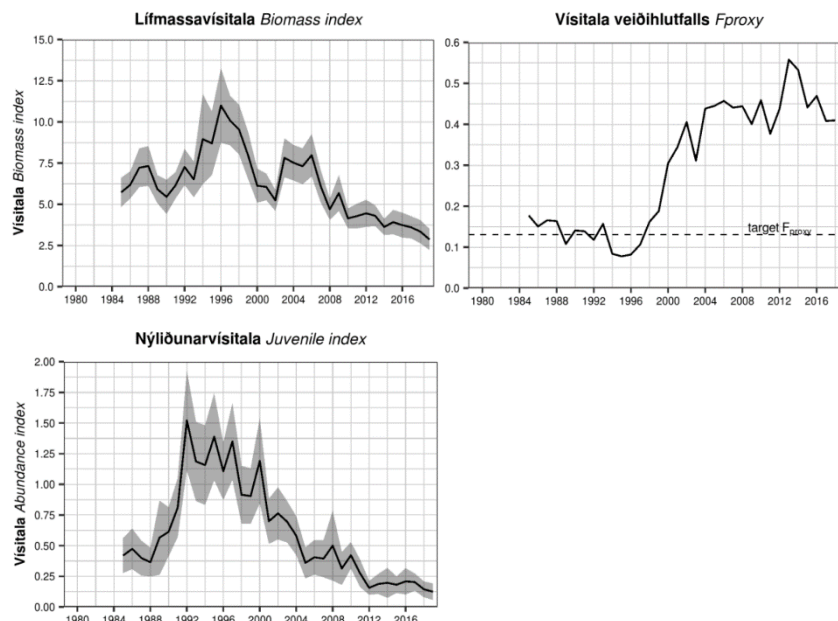 Lífmassavísitala Biomass index
Vísitala Biomass index
15.0
12.5
10.0
7.5
5.0
2.5
0.0
1980 1984 1988 1992 1996 2000 2004 2008 2012 2016
Vísitala veiðihlutfalls Fproxy
0.6
0.5
0.4
0.3
0.2
0.1
0.0
target Fproxy
1980 1984 1988 1992 1996 2000 2004 2008 2012 2016
Nýliðunarvísitala Juvenile index
Vísitala Abundance index
2.00
1.75
1.50
1.25
1.00
0.75
0.50
0.25
0.00
1980 1984 1988 1992 1996 2000 2004 2008 2012 2016